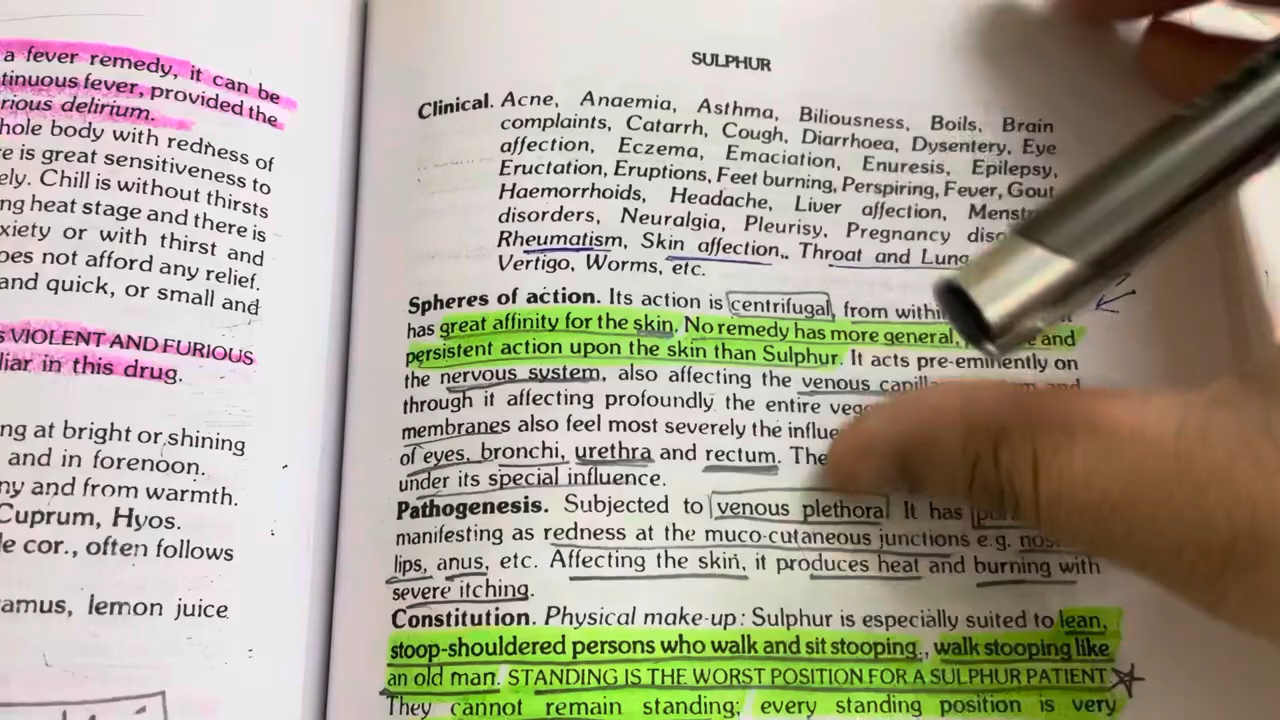 a fever remedy, it can be
tinuous fever, provided the
rious delirium.
hole body with redness of
e is great sensitiveness to
ely. Chill is without thirsts
ng heat stage and there is
xiety or with thirst and
oes not afford any relief.
and quick, or small and
s VIOLENT AND FURIOUS
liar in this drug.
ng at bright or shining
and in forenoon.
ny and from warmth.
Cuprum, Hyos.
le cor., often follows
amus, lemon juice
SULPHUR
Clinical. Acne, Anaemia, Asthma, Biliousness, Boils, Brain
complaints, Catarrh, Cough, Diarrhoea, Dysentery, Eye
affection, Eczema, Emaciation, Enuresis, Epilepsy,
Eructation, Eruptions, Feet burning, Perspiring, Fever, Gout
Haemorrhoids, Headache, Liver affection, Menst
disorders, Neuralgia, Pleurisy, Pregnancy diso
Rheumatism, Skin affection,. Throat and Lung
Vertigo, Worms, etc.
Spheres of action. Its action is centrifugal, from within
has great affinity for the skin. No remedy has more general, and
persistent action upon the skin than Sulphur. It acts pre-eminently on
the nervous system, also affecting the venous capill and
through it affecting profoundly the entire veg
membranes also feel most severely the influe
of eyes, bronchi, urethra and rectum. The
under its special influence.
Pathogenesis. Subjected to venous plethora It has
manifesting as redness at the muco-cutaneous junctions e.g. nos
lips, anus, etc. Affecting the skin, it produces heat and burning with
severe itching.
Constitution. Physical make-up: Sulphur is especially suited to lean,
stoop-shouldered persons who walk and sit stooping., walk stooping like
an old man. STANDING IS THE WORST POSITION FOR A SULPHUR PATIENT
They cannot remain standing; every standing position is very